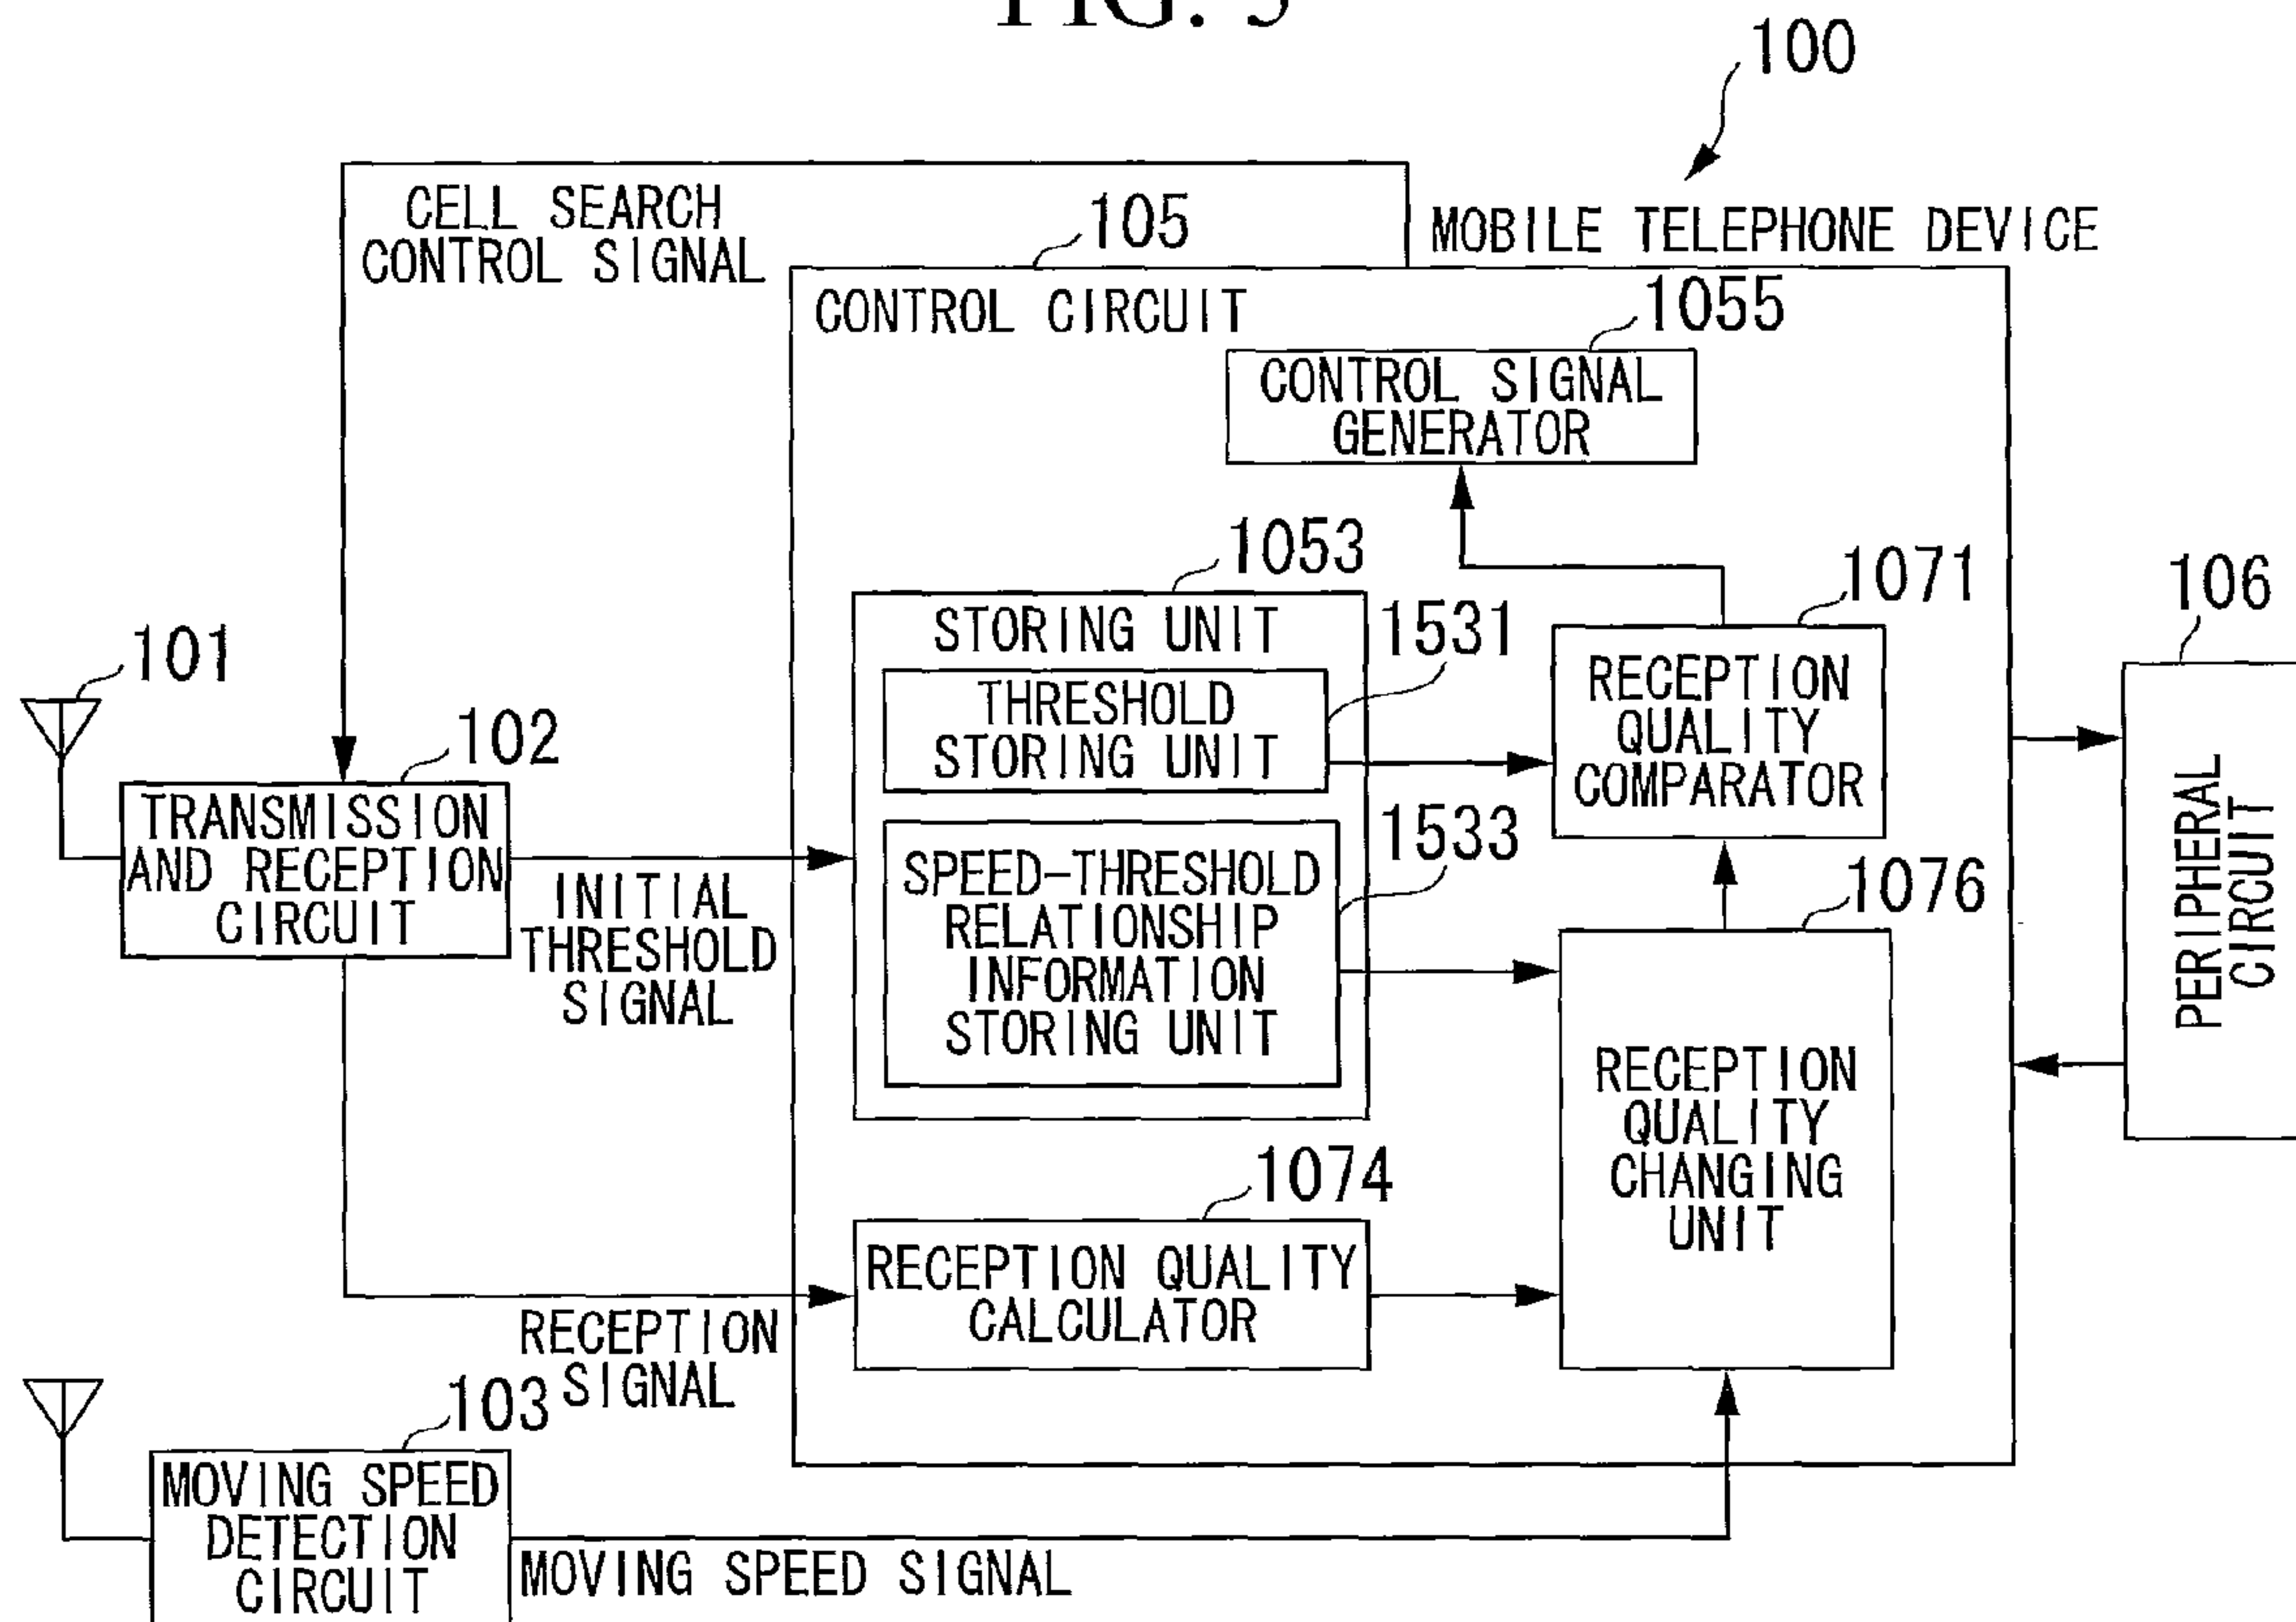 100
CELL SEARCH
CONTROL SIGNAL
105
MOBILE TELEPHONE DEVICE
CONTROL CIRCUIT
1055
CONTROL SIGNAL
GENERATOR
1053
STORING UNIT
1531
THRESHOLD
STORING UNIT
1071
RECEPTION
QUALITY
COMPARATOR
106
PERIPHERAL
CIRCUIT
101
102
TRANSMISSION
AND RECEPTION
CIRCUIT
INITIAL
THRESHOLD
SIGNAL
1533
SPEED-THRESHOLD
RELATIONSHIP
INFORMATION
STORING UNIT
1076
RECEPTION
QUALITY
CHANGING
UNIT
1074
RECEPTION QUALITY
CALCULATOR
RECEPTION
SIGNAL
103
MOVING SPEED
DETECTION
CIRCUIT
MOVING SPEED SIGNAL